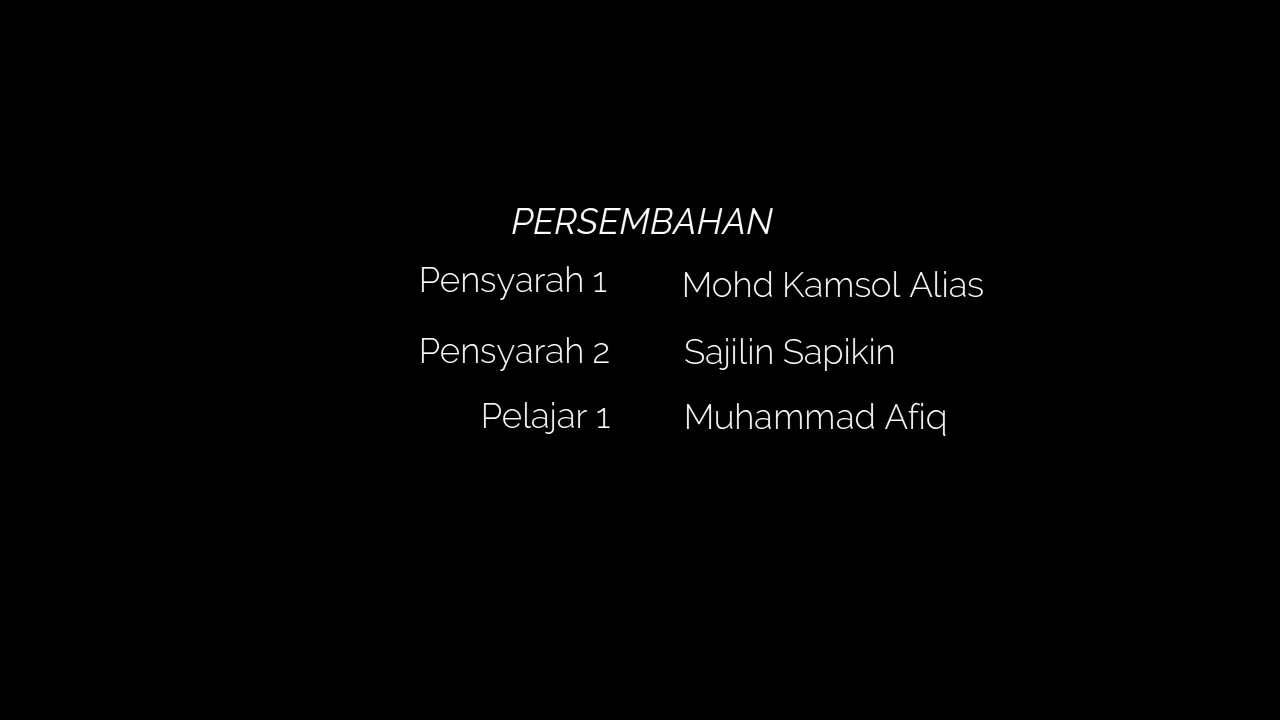 PERSEMBAHAN
Pensyarah 1 Mohd Kamsol Alias
Pensyarah 2 Sajilin Sapikin
Pelajar 1 Muhammad Afiq